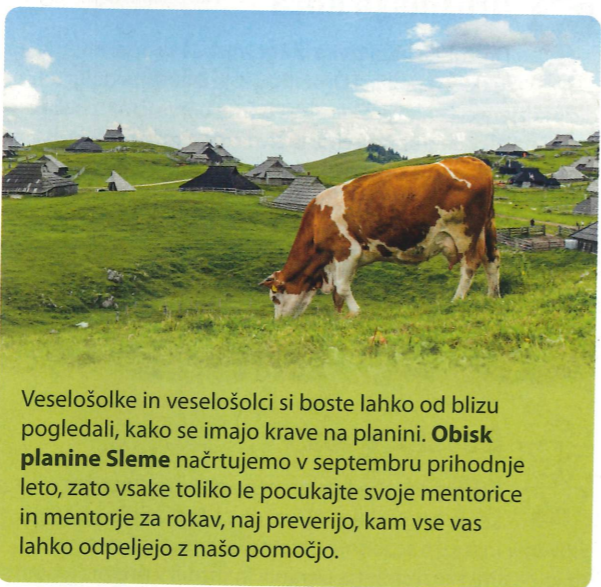 Veselošolke in veselošolci si boste lahko od blizu
pogledali, kako se imajo krave na planini. Obisk
planine Sleme načrtujemo v septembru prihodnje
leto, zato vsake toliko le pocukajte svoje mentorice
in mentorje za rokav, naj preverijo, kam vse vas
lahko odpeljejo z našo pomočjo.